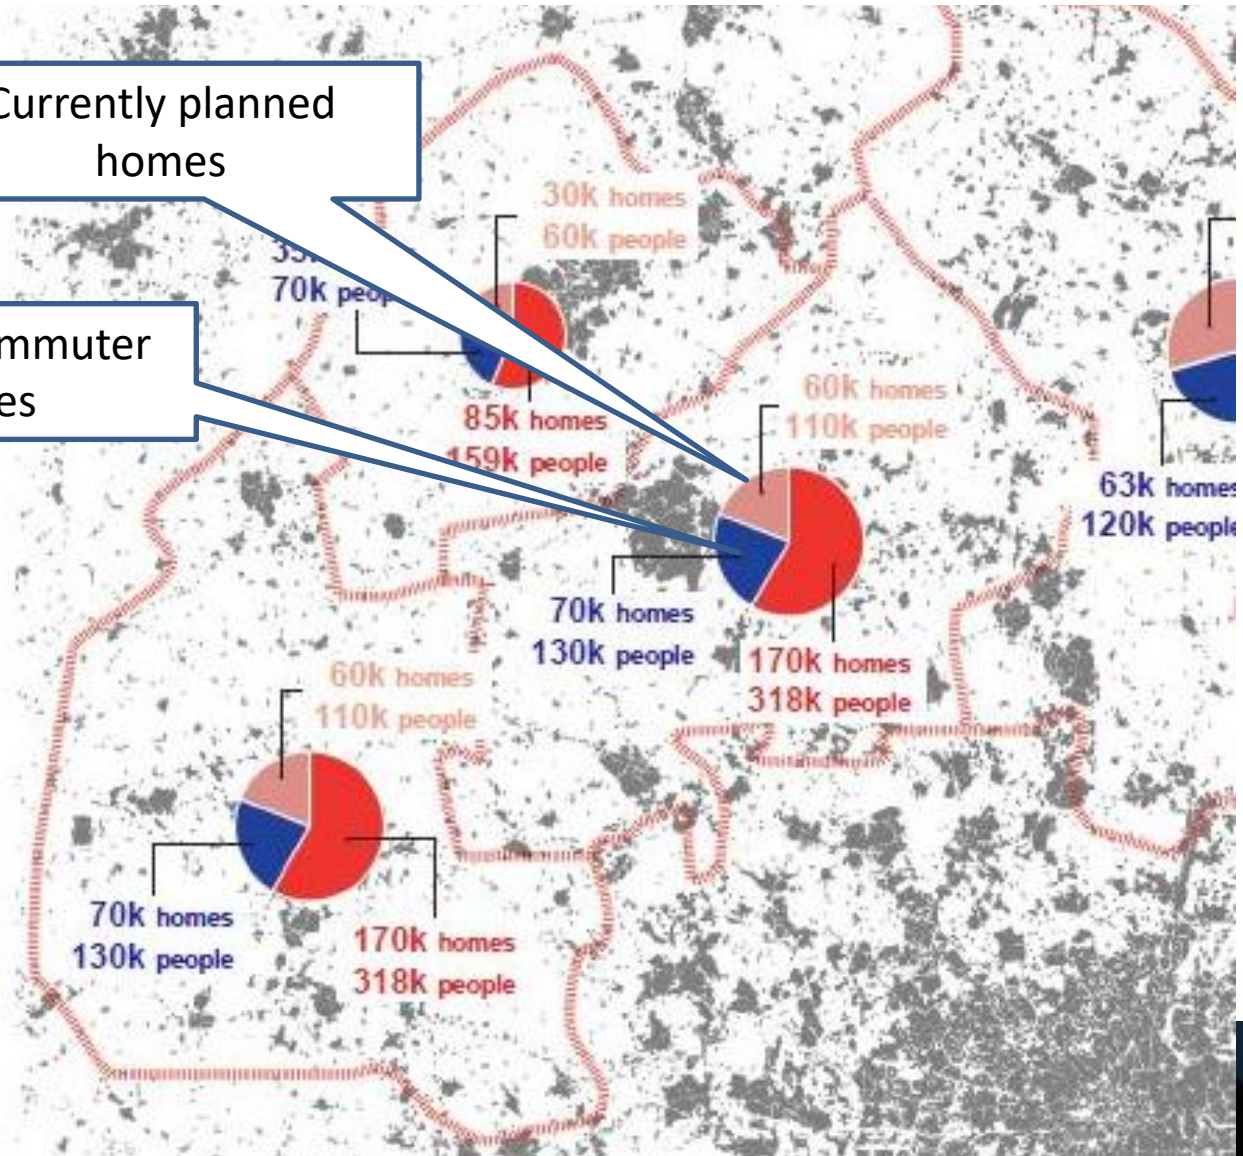 Currently planned
homes
30k homes
60k people
70k
85k homes
159k people
60k homes
110k people
63k homes
120k people
70k homes
130k people
170k homes
318k people
60k homes
110k people
70k homes
130k people
170k homes
318k people